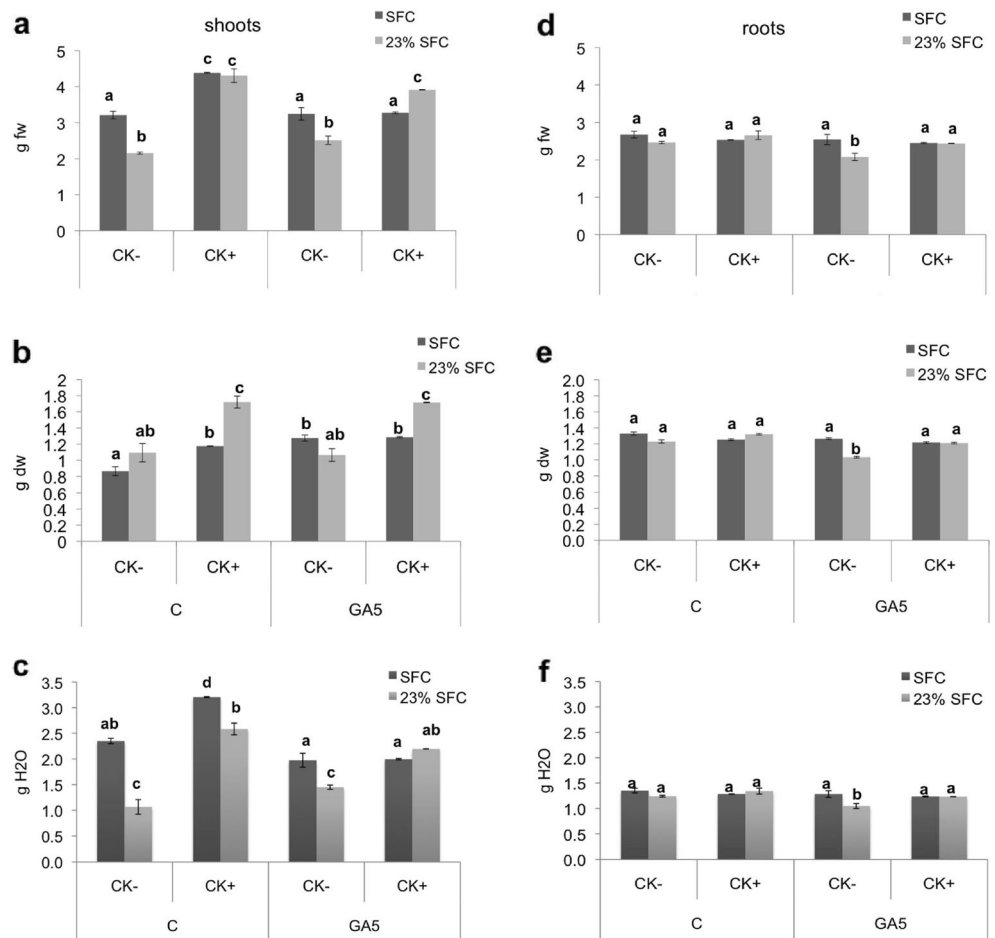 a
shoots
SFC
23% SFC
g fw
5
4
3
2
1
0
a b c c a b a c
CK- CK+ CK- CK+
d
roots
SFC
23% SFC
g fw
5
4
3
2
1
0
a a a a a b a a
CK- CK+ CK- CK+
b
SFC
23% SFC
g dw
2
1.8
1.6
1.4
1.2
1
0.8
0.6
0.4
0.2
0
a ab b c b ab b c
CK- CK+ CK- CK+
C GA5
e
SFC
23% SFC
g dw
2.0
1.8
1.6
1.4
1.2
1.0
0.8
0.6
0.4
0.2
0.0
a a a a a b a a
CK- CK+ CK- CK+
C GA5
c
SFC
23% SFC
g H2O
3.5
3.0
2.5
2.0
1.5
1.0
0.5
0.0
ab c d b a c a ab
CK- CK+ CK- CK+
C GA5
f
SFC
23% SFC
g H2O
3.5
3.0
2.5
2.0
1.5
1.0
0.5
0.0
a a a a a b a a
CK- CK+ CK- CK+
C GA5